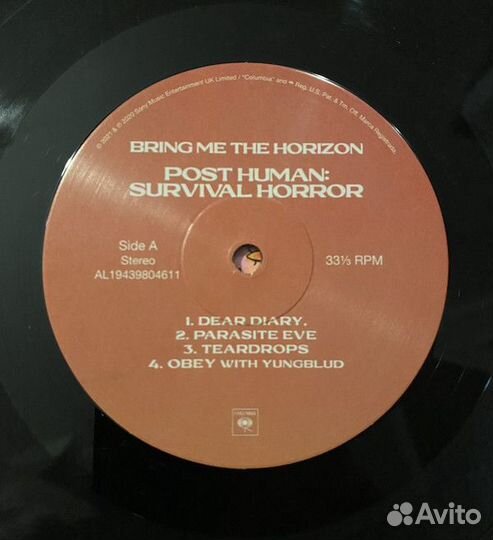 ℗ 2021 & © 2020 Sony Music Entertainment UK Limited / "Columbia" and Reg. U.S. Pat. & Tm. Off. Marca Registrada.
BRING ME THE HORIZON
POST HUMAN:
SURVIVAL HORROR
Side A
Stereo
AL19439804611
33⅓ RPM
1. DEAR DIARY,
2. PARASITE EVE
3. TEARDROPS
4. OBEY WITH YUNGBLUD
COLUMBIA
Avito